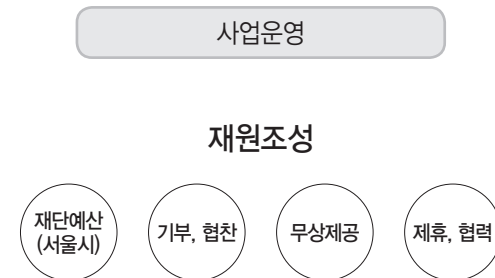 사업운영
재원조성
재단예산
(서울시)
기부, 협찬
무상제공
제휴, 협력